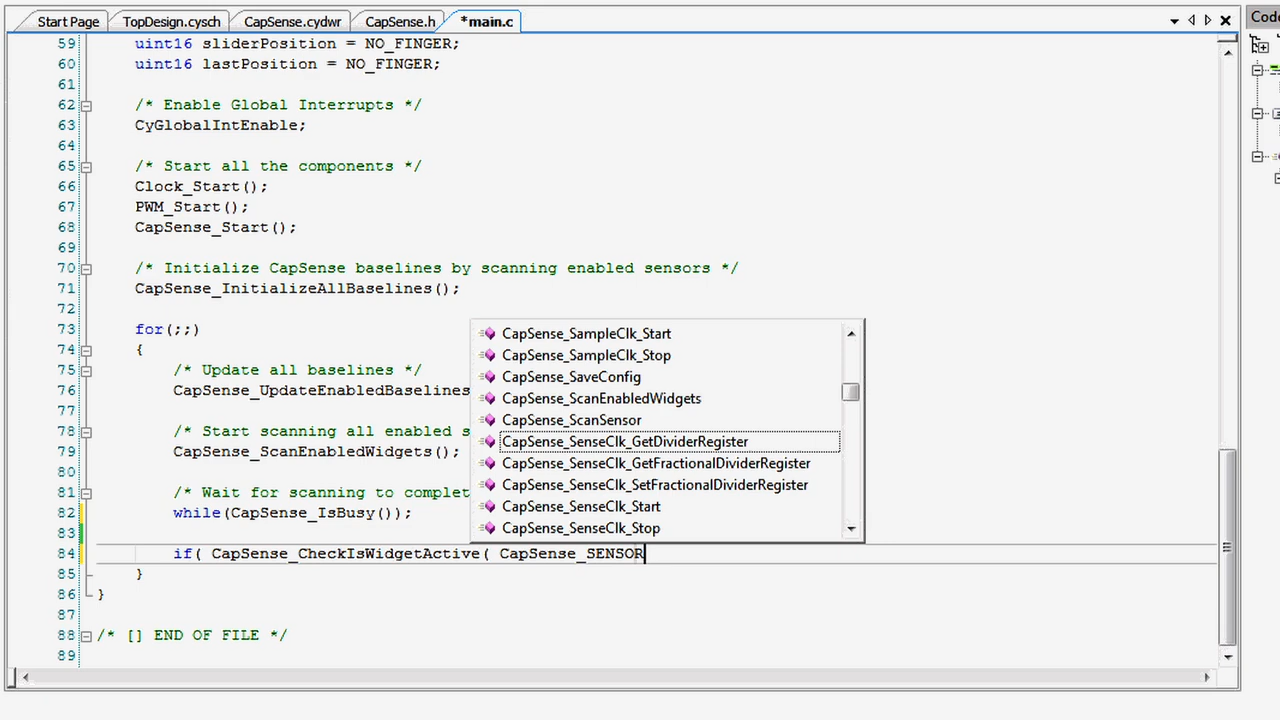 Start Page TopDesign.cysch CapSense.cydwr CapSense.h *main.c
Code
59 uint16 sliderPosition = NO_FINGER;
60 uint16 lastPosition = NO_FINGER;
61
62 /* Enable Global Interrupts */
63 CyGlobalIntEnable;
64
65 /* Start all the components */
66 Clock_Start();
67 PWM_Start();
68 CapSense_Start();
69
70 /* Initialize CapSense baselines by scanning enabled sensors */
71 CapSense_InitializeAllBaselines();
72
73 for(;;)
74 {
75 /* Update all baselines */
76 CapSense_UpdateEnabledBaselines
77
78 /* Start scanning all enabled s
79 CapSense_ScanEnabledWidgets();
80
81 /* Wait for scanning to complet
82 while(CapSense_IsBusy());
83
84 if( CapSense_CheckIsWidgetActive( CapSense_SENSOR
85 }
86 }
87
88 /* [] END OF FILE */
89
CapSense_SampleClk_Start
CapSense_SampleClk_Stop
CapSense_SaveConfig
CapSense_ScanEnabledWidgets
CapSense_ScanSensor
CapSense_SenseClk_GetDividerRegister
CapSense_SenseClk_GetFractionalDividerRegister
CapSense_SenseClk_SetFractionalDividerRegister
CapSense_SenseClk_Start
CapSense_SenseClk_Stop